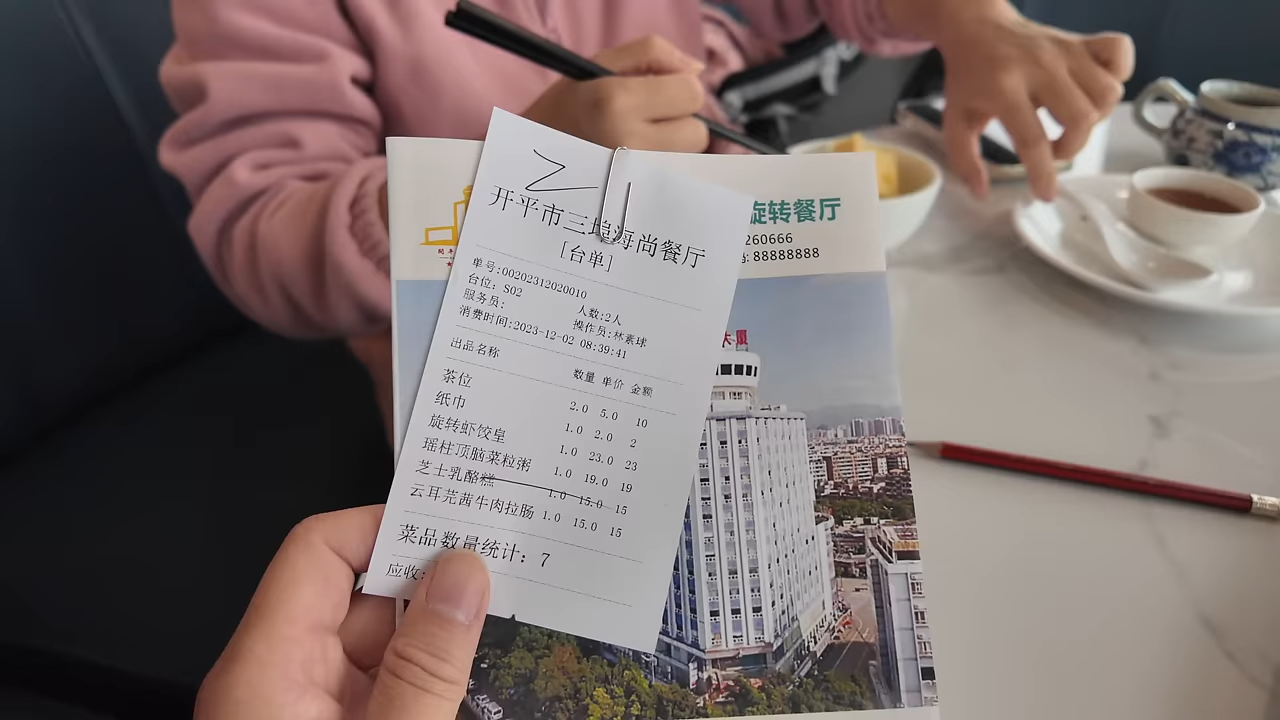 Z
开平市三埠海尚餐厅
[台单]
单号:00202312020010
台位: S02 人数:2人
服务员: 操作员:林素球
消费时间:2023-12-02 08:39:41
出品名称 数量 单价 金额
茶位 2.0 5.0 10
纸巾 1.0 2.0 2
旋转虾饺皇 1.0 23.0 23
瑶柱顶脑菜粒粥 1.0 19.0 19
芝士乳酪糕 1.0 15.0 15
云耳芫茜牛肉拉肠 1.0 15.0 15
菜品数量统计: 7
应收:
旋转餐厅
260666
: 88888888
大厦